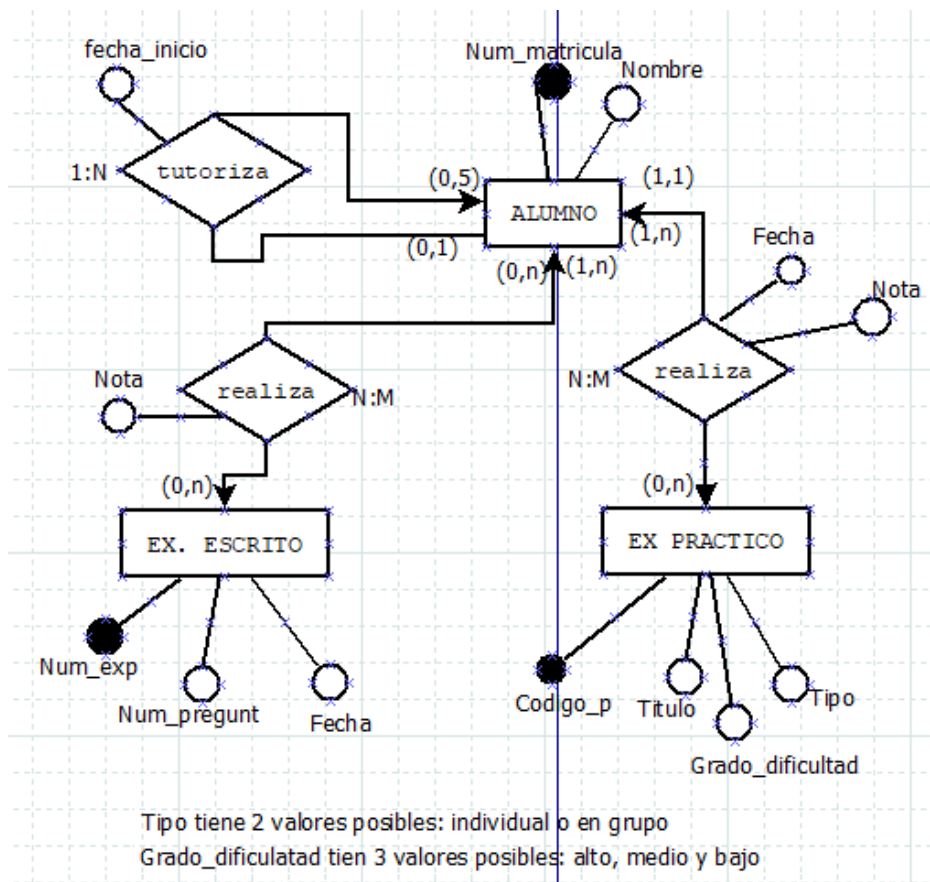 fecha_inicio
Num_matricula
Nombre
1:N
tutoriza
(0,5)
(1,1)
ALUMNO
(0,1)
(1,n)
(0,n)
(1,n)
Fecha
Nota
Nota
realiza
N:M
N:M
realiza
(0,n)
(0,n)
EX. ESCRITO
EX PRACTICO
Num_exp
Num_pregunt
Fecha
Codigo_p
Titulo
Tipo
Grado_dificultad
Tipo tiene 2 valores posibles: individual o en grupo
Grado_dificulatad tien 3 valores posibles: alto, medio y bajo